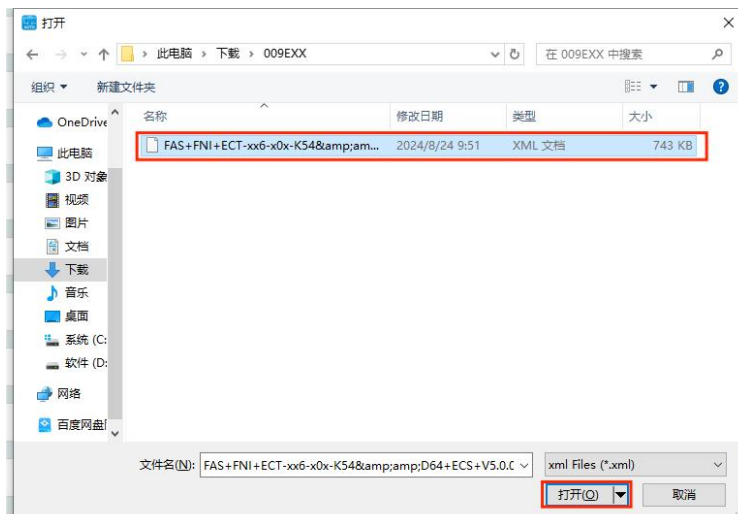 打开
此电脑 › 下载 › 009EXX
在 009EXX 中搜索
组织
新建文件夹
名称
修改日期
类型
大小
FAS+FNI+ECT-xx6-x0x-K54&amp;am...
2024/8/24 9:51
XML 文档
743 KB
OneDrive
此电脑
3D 对象
视频
图片
文档
下载
音乐
桌面
系统 (C:
软件 (D:
网络
百度网盘
文件名(N):
FAS+FNI+ECT-xx6-x0x-K54&amp;amp;D64+ECS+V5.0.0
xml Files (*.xml)
打开(O)
取消